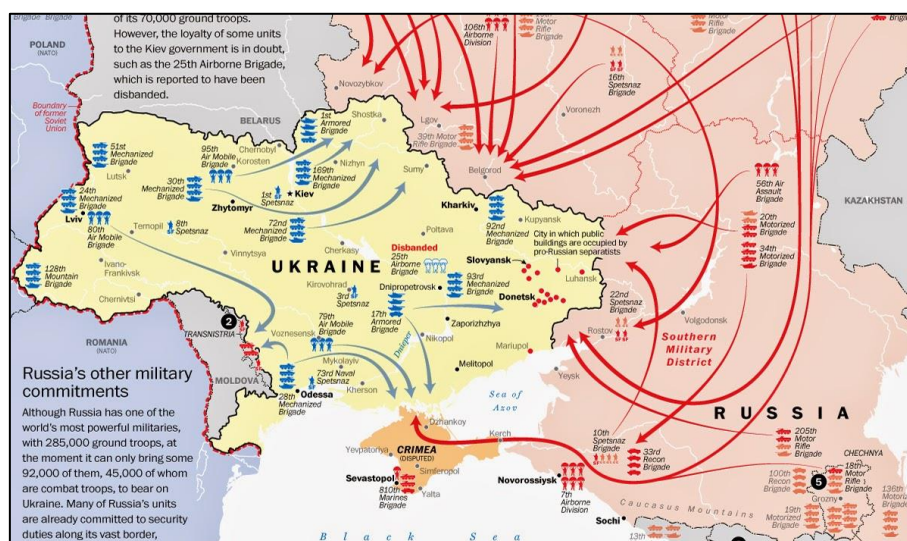 of its 70,000 ground troops.
However, the loyalty of some units
to the Kiev government is in doubt,
such as the 25th Airborne Brigade,
which is reported to have been
disbanded.
POLAND
(NATO)
Boundary
of former
Soviet
Union
BELARUS
Novozybkov
106th
Airborne
Division
Motor
Rifle
Brigade
16th
Spetsnaz
Brigade
Voronezh
Lgov
39th Motor
Rifle Brigade
Belgorod
KAZAKHSTAN
56th Air
Assault
Brigade
20th
Motorized
Brigade
34th
Motorized
Brigade
51st
Mechanized
Brigade
Lutsk
24th
Mechanized
Brigade
Lviv
80th
Air Mobile
Brigade
95th
Air Mobile
Brigade
Chernobyl
Korosten
30th
Mechanized
Brigade
Zhytomyr
1st
Armored
Brigade
Shostka
Nizhyn
169th
Mechanized
Brigade
1st
Spetsnaz
Kiev
Sumy
Ternopil
8th
Spetsnaz
72nd
Mechanized
Brigade
Kharkiv
92nd
Mechanized
Brigade
Kupyansk
City in which public
buildings are occupied by
pro-Russian separatists
Poltava
Cherkasy
Vinnytsya
Ivano-
Frankivsk
128th
Mountain
Brigade
Chernivtsi
UKRAINE
Disbanded
25th
Airborne
Brigade
Slovyansk
Luhansk
Kirovohrad
3rd
Spetsnaz
Dnipropetrovsk
93rd
Mechanized
Brigade
Donetsk
17th
Armored
Brigade
22nd
Spetsnaz
Brigade
Rostov
Volgodonsk
Southern
Military
District
2
TRANSNISTRIA
MOLDOVA
ROMANIA
(NATO)
Voznesensk
79th
Air Mobile
Brigade
Dnieper
Nikopol
Zaporizhzhya
Mariupol
Melitopol
Yeysk
Mykolayiv
73rd Naval
Spetsnaz
Kherson
28th
Mechanized
Brigade
Odessa
Sea of
Azov
RUSSIA
Dzhankoy
Kerch
CRIMEA
(DISPUTED)
Yevpatoriya
Simferopol
Sevastopol
810th
Marines
Brigade
Yalta
10th
Spetsnaz
Brigade
33rd
Recon
Brigade
Novorossiysk
7th
Airborne
Division
205th
Motor
Rifle
Brigade
CHECHNYA
100th
Recon
Brigade
5
18th
Motor
Rifle
Brigade
Grozny
19th
Motorized
Brigade
136th
Motor
Caucasus Mountains
Sochi
13th
Black Sea
Russia's other military
commitments
Although Russia has one of the
world's most powerful militaries,
with 285,000 ground troops, at
the moment it can only bring some
92,000 of them, 45,000 of whom
are combat troops, to bear on
Ukraine. Many of Russia's units
are already committed to security
duties along its vast border,